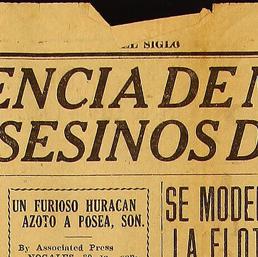 EL SIGLO
ENCIA DE
SESINOS D
UN FURIOSO HURACAN
AZOTO A POSEA, SON.
SE MODE
LA FLOT
By Associated Press